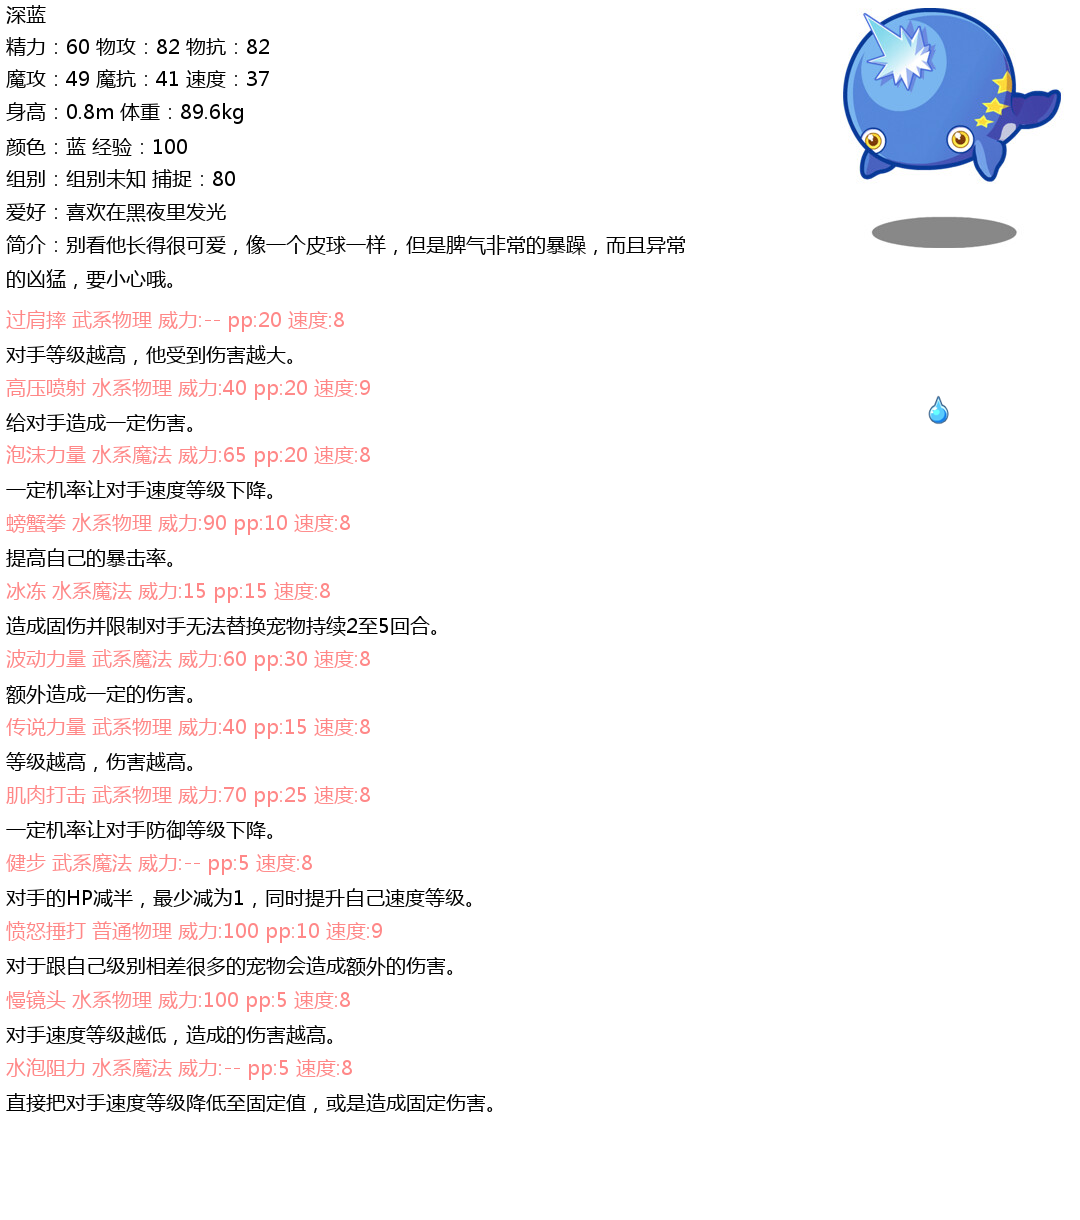 深蓝
精力：60 物攻：82 物抗：82
魔攻：49 魔抗：41 速度：37
身高：0.8m 体重：89.6kg
颜色：蓝 经验：100
组别：组别未知 捕捉：80
爱好：喜欢在黑夜里发光
简介：别看他长得很可爱，像一个皮球一样，但是脾气非常的暴躁，而且异常
的凶猛，要小心哦。
过肩摔 武系物理 威力:-- pp:20 速度:8
对手等级越高，他受到伤害越大。
高压喷射 水系物理 威力:40 pp:20 速度:9
给对手造成一定伤害。
泡沫力量 水系魔法 威力:65 pp:20 速度:8
一定机率让对手速度等级下降。
螃蟹拳 水系物理 威力:90 pp:10 速度:8
提高自己的暴击率。
冰冻 水系魔法 威力:15 pp:15 速度:8
造成固伤并限制对手无法替换宠物持续2至5回合。
波动力量 武系魔法 威力:60 pp:30 速度:8
额外造成一定的伤害。
传说力量 武系物理 威力:40 pp:15 速度:8
等级越高，伤害越高。
肌肉打击 武系物理 威力:70 pp:25 速度:8
一定机率让对手防御等级下降。
健步 武系魔法 威力:-- pp:5 速度:8
对手的HP减半，最少减为1，同时提升自己速度等级。
愤怒捶打 普通物理 威力:100 pp:10 速度:9
对于跟自己级别相差很多的宠物会造成额外的伤害。
慢镜头 水系物理 威力:100 pp:5 速度:8
对手速度等级越低，造成的伤害越高。
水泡阻力 水系魔法 威力:-- pp:5 速度:8
直接把对手速度等级降低至固定值，或是造成固定伤害。